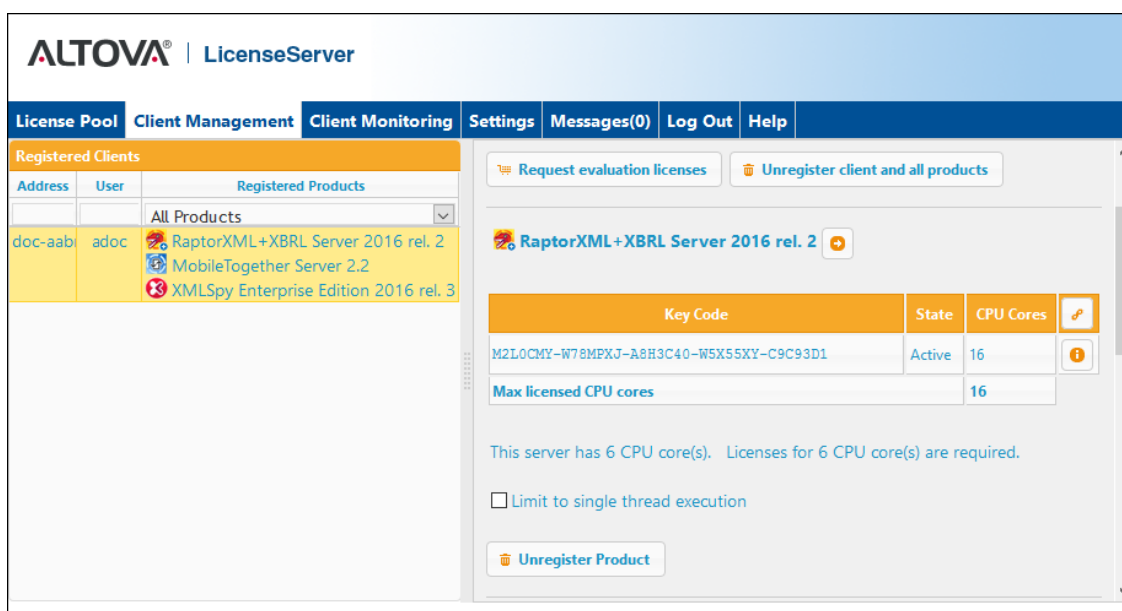 ALTOVA® | LicenseServer
License Pool Client Management Client Monitoring Settings Messages(0) Log Out Help
Registered Clients
Address User Registered Products
All Products
doc-aab adoc RaptorXML+XBRL Server 2016 rel. 2
MobileTogether Server 2.2
XMLSpy Enterprise Edition 2016 rel. 3
Request evaluation licenses Unregister client and all products
RaptorXML+XBRL Server 2016 rel. 2
Key Code State CPU Cores
M2L0CMY-W78MPXJ-A8H3C40-W5X55XY-C9C93D1 Active 16
Max licensed CPU cores 16
This server has 6 CPU core(s). Licenses for 6 CPU core(s) are required.
Limit to single thread execution
Unregister Product